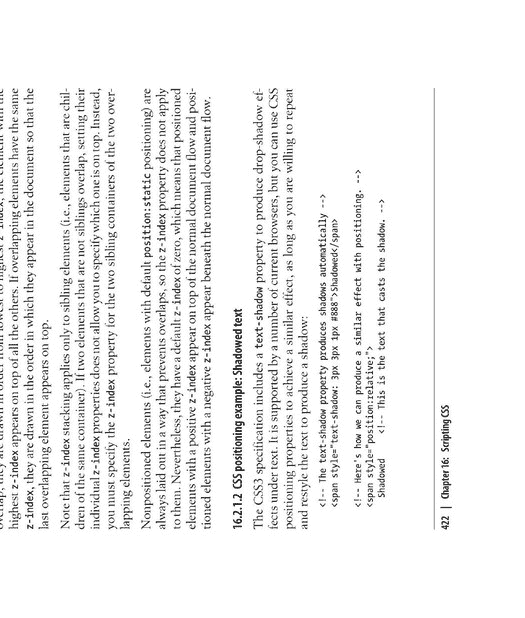 overlap, they are drawn in order from lowest to highest z-index, the element with the
highest z-index appears on top of all the others. If overlapping elements have the same
z-index, they are drawn in the order in which they appear in the document so that the
last overlapping element appears on top.
Note that z-index stacking applies only to sibling elements (i.e., elements that are chil-
dren of the same container). If two elements that are not siblings overlap, setting their
individual z-index properties does not allow you to specify which one is on top. Instead,
you must specify the z-index property for the two sibling containers of the two over-
lapping elements.
Nonpositioned elements (i.e., elements with default position:static positioning) are
always laid out in a way that prevents overlaps, so the z-index property does not apply
to them. Nevertheless, they have a default z-index of zero, which means that positioned
elements with a positive z-index appear on top of the normal document flow and posi-
tioned elements with a negative z-index appear beneath the normal document flow.
16.2.1.2 CSS positioning example: Shadowed text
The CSS3 specification includes a text-shadow property to produce drop-shadow ef-
fects under text. It is supported by a number of current browsers, but you can use CSS
positioning properties to achieve a similar effect, as long as you are willing to repeat
and restyle the text to produce a shadow:
<!-- The text-shadow property produces shadows automatically -->
<span style="text-shadow: 3px 3px 1px #888">Shadowed</span>
<!-- Here's how we can produce a similar effect with positioning. -->
<span style="position:relative;">
Shadowed <!-- This is the text that casts the shadow. -->
422 | Chapter 16: Scripting CSS